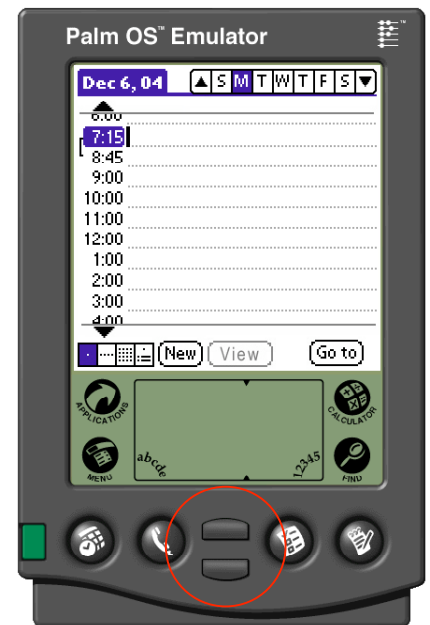 Palm OS™ Emulator
Dec 6, 04 S M T W T F S
6:00
7:15
8:45
9:00
10:00
11:00
12:00
1:00
2:00
3:00
4:00
New View Go to
APPLICATIONS CALCULATOR
MENU abcde 12345 FIND